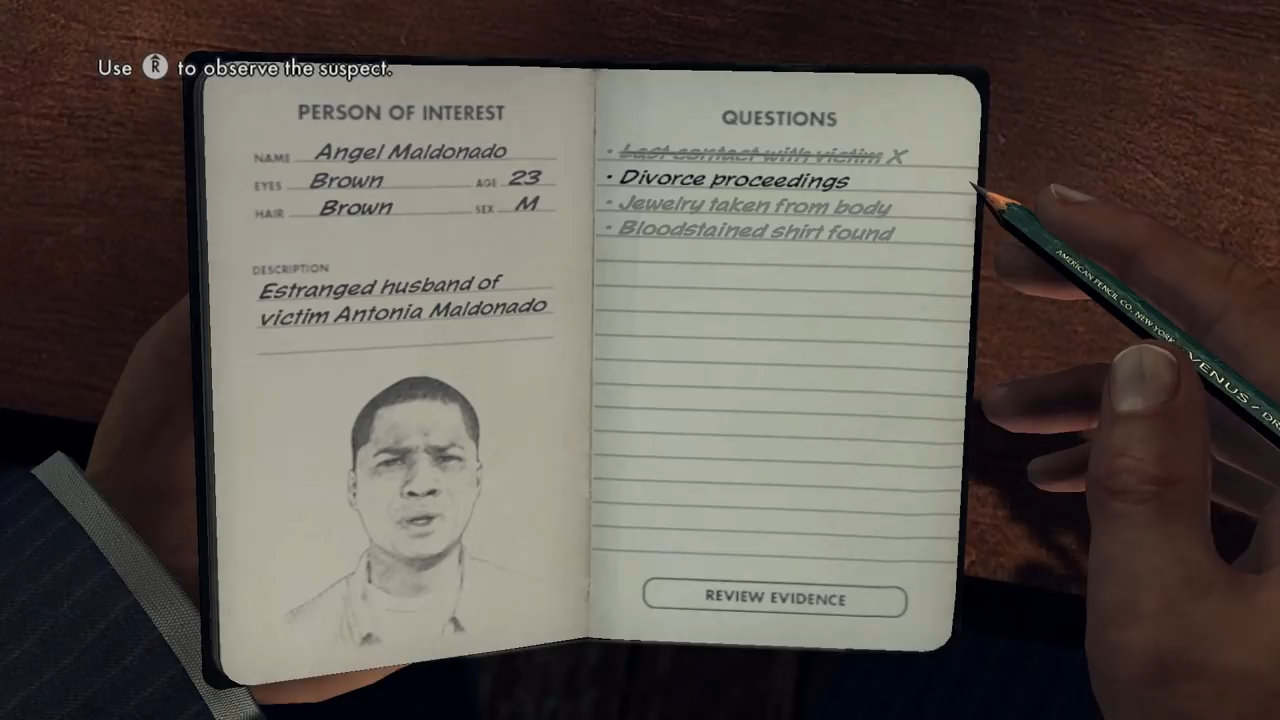 Use R to observe the suspect.
PERSON OF INTEREST
NAME Angel Maldonado
EYES Brown AGE 23
HAIR Brown SEX M
DESCRIPTION
Estranged husband of
victim Antonia Maldonado
QUESTIONS
• Last contact with victim X
• Divorce proceedings
• Jewelry taken from body
• Bloodstained shirt found
REVIEW EVIDENCE
AMERICAN PENCIL CO. NEW YORK
VENUS